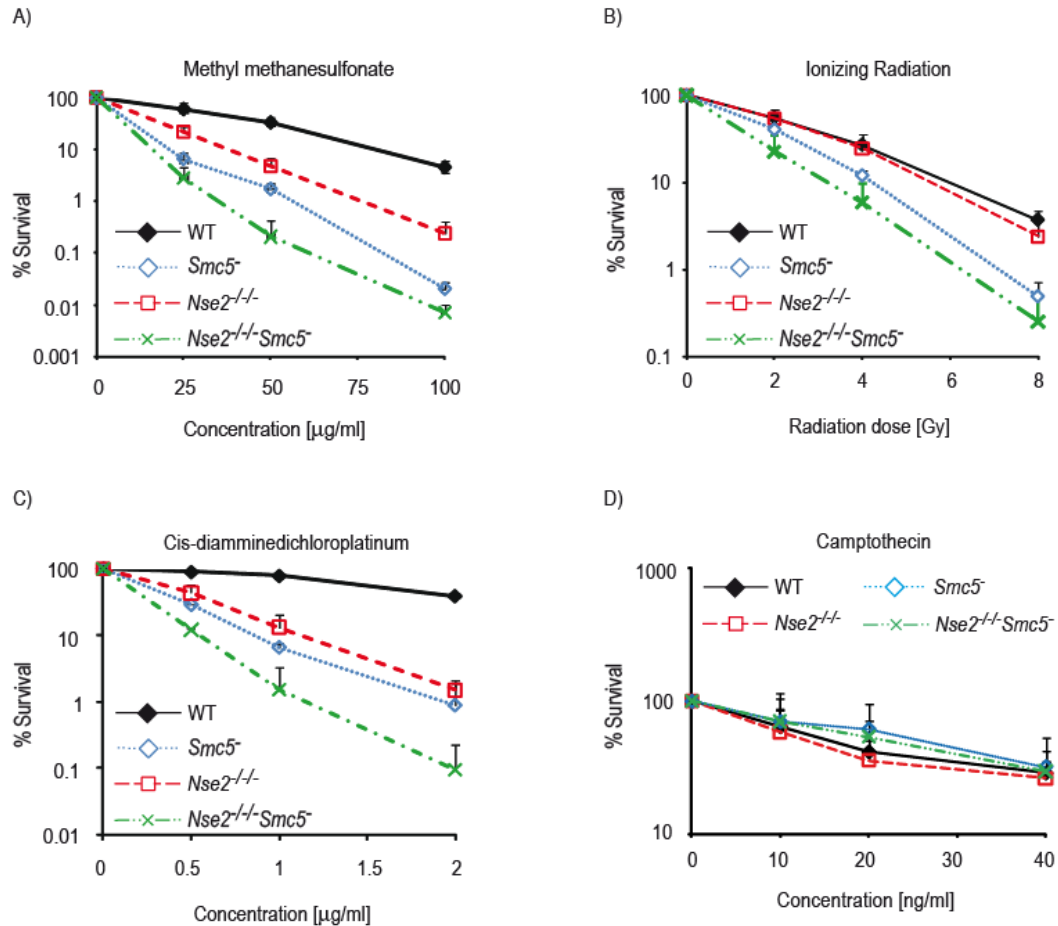 A)
Methyl methanesulfonate
% Survival
100
10
1
0.1
0.01
0.001
WT
Smc5⁻
Nse2⁻/⁻/⁻
Nse2⁻/⁻/⁻Smc5⁻
0 25 50 75 100
Concentration [μg/ml]
B)
Ionizing Radiation
% Survival
100
10
1
0.1
WT
Smc5⁻
Nse2⁻/⁻/⁻
Nse2⁻/⁻/⁻Smc5⁻
0 2 4 6 8
Radiation dose [Gy]
C)
Cis-diamminedichloroplatinum
% Survival
100
10
1
0.1
0.01
WT
Smc5⁻
Nse2⁻/⁻/⁻
Nse2⁻/⁻/⁻Smc5⁻
0 0.5 1 2
Concentration [μg/ml]
D)
Camptothecin
% Survival
1000
100
10
WT Smc5⁻
Nse2⁻/⁻/⁻ Nse2⁻/⁻/⁻Smc5⁻
0 10 20 30 40
Concentration [ng/ml]